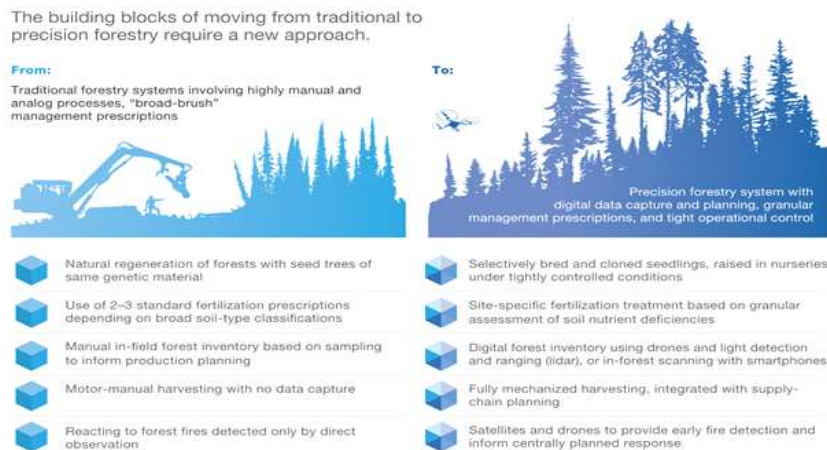 The building blocks of moving from traditional to
precision forestry require a new approach.
From:
Traditional forestry systems involving highly manual and
analog processes, “broad-brush”
management prescriptions
To:
Precision forestry system with
digital data capture and planning, granular
management prescriptions, and tight operational control
Natural regeneration of forests with seed trees of
same genetic material
Use of 2–3 standard fertilization prescriptions
depending on broad soil-type classifications
Manual in-field forest inventory based on sampling
to inform production planning
Motor-manual harvesting with no data capture
Reacting to forest fires detected only by direct
observation
Selectively bred and cloned seedlings, raised in nurseries
under tightly controlled conditions
Site-specific fertilization treatment based on granular
assessment of soil nutrient deficiencies
Digital forest inventory using drones and light detection
and ranging (lidar), or in-forest scanning with smartphones
Fully mechanized harvesting, integrated with supply-
chain planning
Satellites and drones to provide early fire detection and
inform centrally planned response